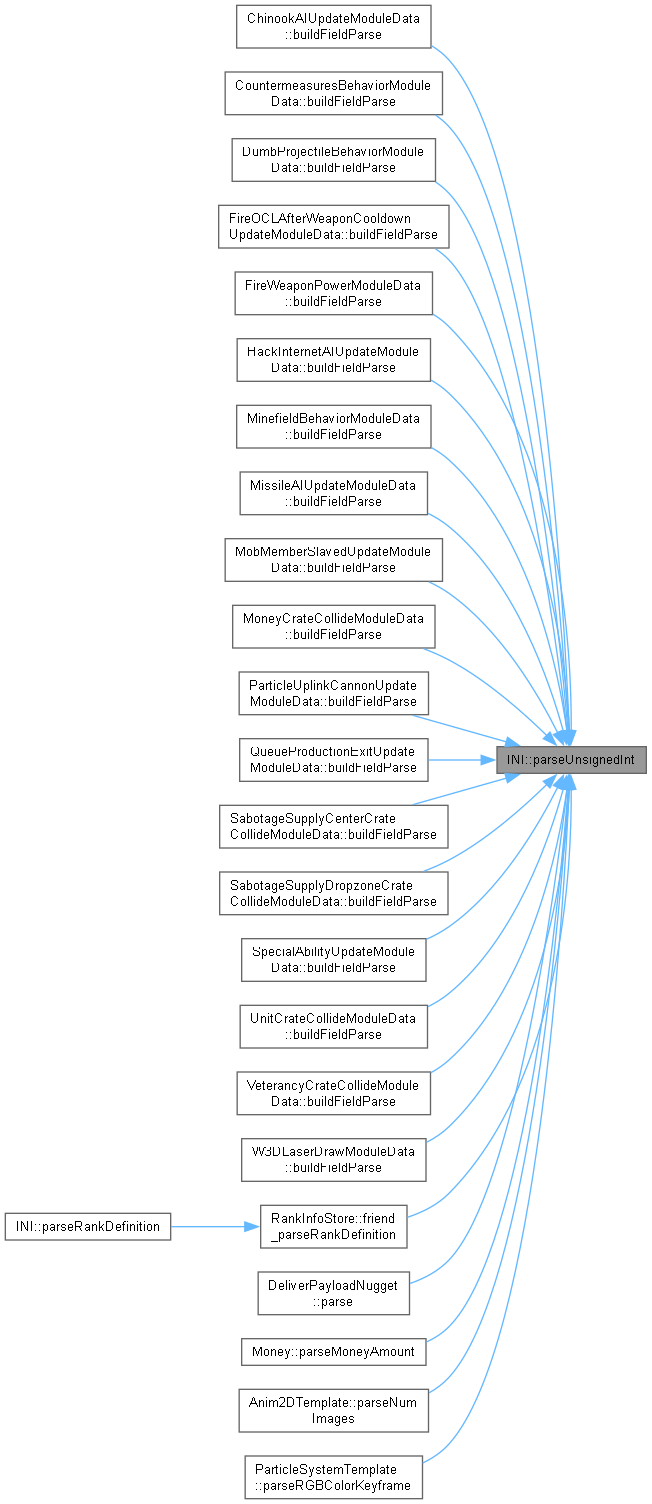 ChinookAIUpdateModuleData
::buildFieldParse
CountermeasuresBehaviorModule
Data::buildFieldParse
DumbProjectileBehaviorModule
Data::buildFieldParse
FireOCLAfterWeaponCooldown
UpdateModuleData::buildFieldParse
FireWeaponPowerModuleData
::buildFieldParse
HackInternetAIUpdateModule
Data::buildFieldParse
MinefieldBehaviorModuleData
::buildFieldParse
MissileAIUpdateModuleData
::buildFieldParse
MobMemberSlavedUpdateModule
Data::buildFieldParse
MoneyCrateCollideModuleData
::buildFieldParse
ParticleUplinkCannonUpdate
ModuleData::buildFieldParse
QueueProductionExitUpdate
ModuleData::buildFieldParse
INI::parseUnsignedInt
SabotageSupplyCenterCrate
CollideModuleData::buildFieldParse
SabotageSupplyDropzoneCrate
CollideModuleData::buildFieldParse
SpecialAbilityUpdateModule
Data::buildFieldParse
UnitCrateCollideModuleData
::buildFieldParse
VeterancyCrateCollideModule
Data::buildFieldParse
W3DLaserDrawModuleData
::buildFieldParse
INI::parseRankDefinition
RankInfoStore::friend
_parseRankDefinition
DeliverPayloadNugget
::parse
Money::parseMoneyAmount
Anim2DTemplate::parseNum
Images
ParticleSystemTemplate
::parseRGBColorKeyframe